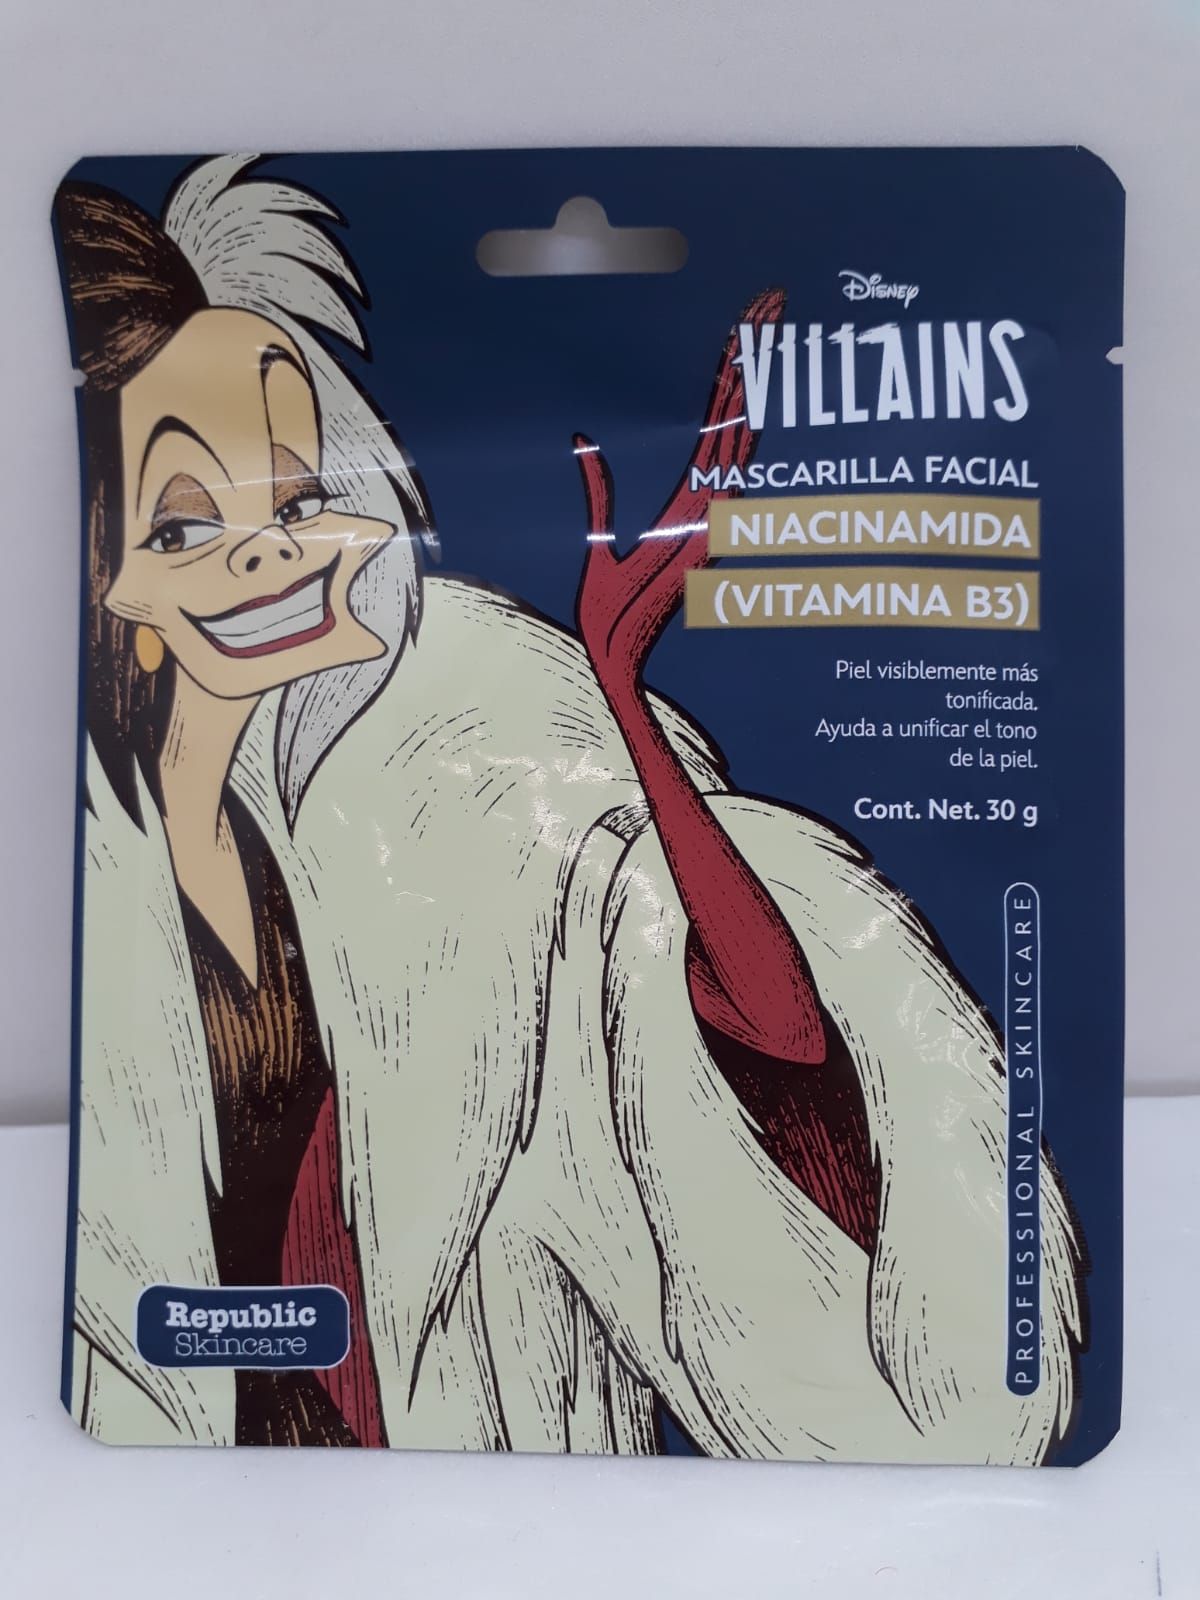 Disney
VILLAINS
MASCARILLA FACIAL
NIACINAMIDA
(VITAMINA B3)
Piel visiblemente más
tonificada.
Ayuda a unificar el tono
de la piel.
Cont. Net. 30 g
PROFESSIONAL SKINCARE
Republic
Skincare